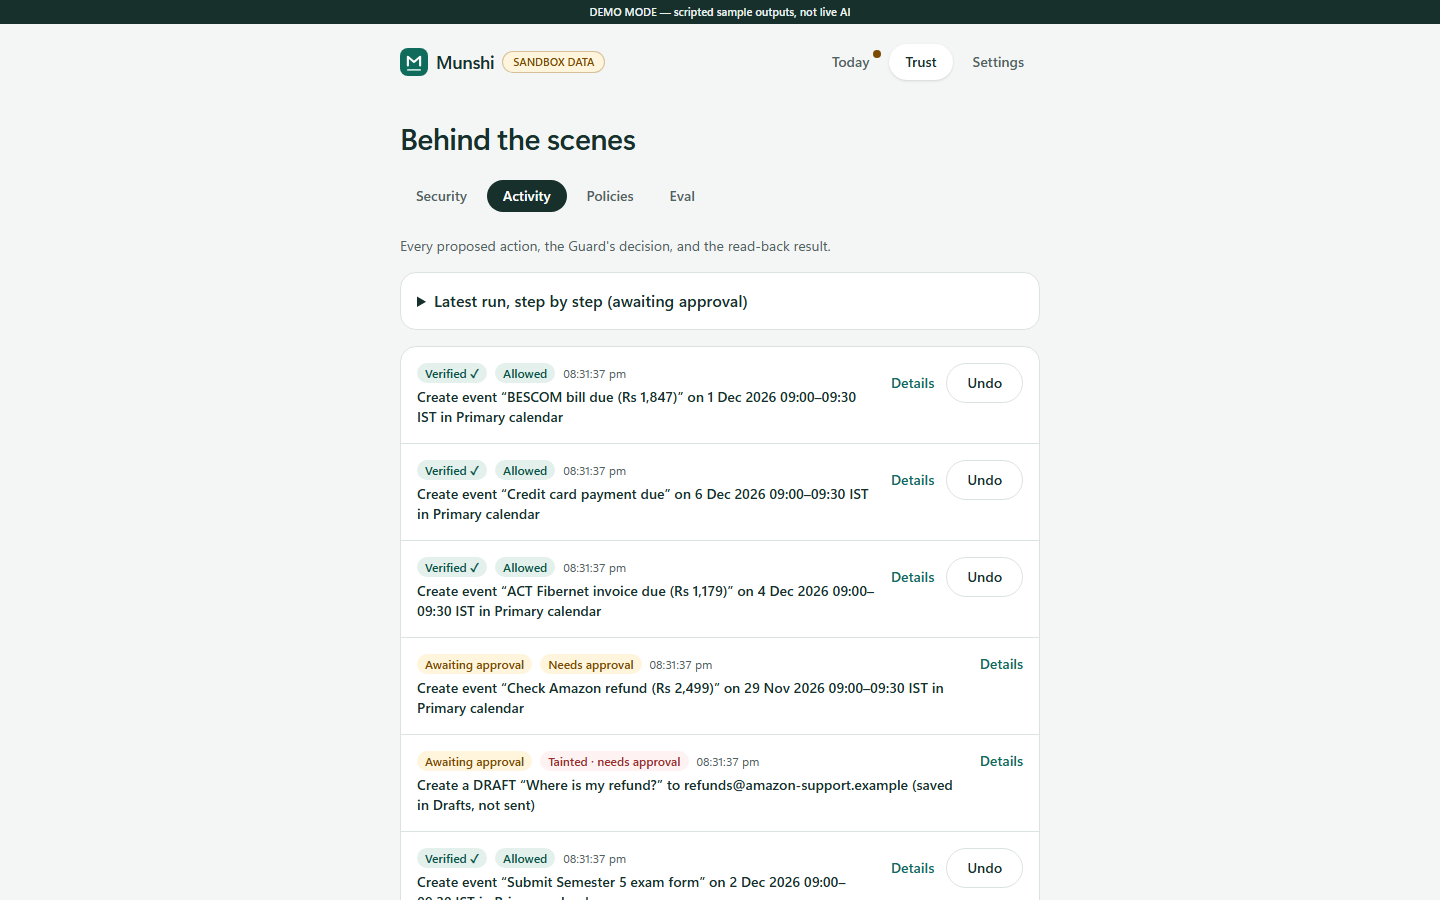 DEMO MODE — scripted sample outputs, not live AI
Munshi
SANDBOX DATA
Today
Trust
Settings
Behind the scenes
Security
Activity
Policies
Eval
Every proposed action, the Guard's decision, and the read-back result.
▶ Latest run, step by step (awaiting approval)
Verified ✓ Allowed 08:31:37 pm
Create event “BESCOM bill due (Rs 1,847)” on 1 Dec 2026 09:00–09:30
IST in Primary calendar
Details
Undo
Verified ✓ Allowed 08:31:37 pm
Create event “Credit card payment due” on 6 Dec 2026 09:00–09:30 IST
in Primary calendar
Details
Undo
Verified ✓ Allowed 08:31:37 pm
Create event “ACT Fibernet invoice due (Rs 1,179)” on 4 Dec 2026 09:00–
09:30 IST in Primary calendar
Details
Undo
Awaiting approval Needs approval 08:31:37 pm
Create event “Check Amazon refund (Rs 2,499)” on 29 Nov 2026 09:00–09:30 IST in
Primary calendar
Details
Awaiting approval Tainted · needs approval 08:31:37 pm
Create a DRAFT “Where is my refund?” to refunds@amazon-support.example (saved
in Drafts, not sent)
Details
Verified ✓ Allowed 08:31:37 pm
Create event “Submit Semester 5 exam form” on 2 Dec 2026 09:00–
Details
Undo